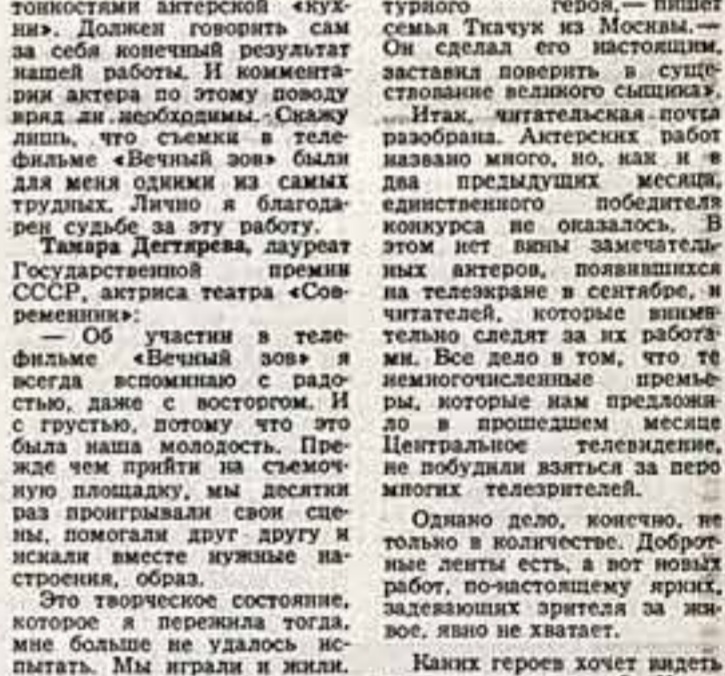 тонкостями актерской «кух-
ни». Должен говорить сам
за себя конечный результат
нашей работы. И коммента-
рии актера по этому поводу
вряд ли необходимы. Скажу
лишь, что съемки в теле-
фильме «Вечный зов» были
для меня одними из самых
трудных. Лично я благода-
рен судьбе за эту работу.
Тамара Дегтярева, лауреат
Государственной премии
СССР, актриса театра «Сов-
ременник»:
— Об участии в теле-
фильме «Вечный зов» я
всегда вспоминаю с радо-
стью, даже с восторгом. И
с грустью, потому что это
была наша молодость. Пре-
жде чем прийти на съемоч-
ную площадку, мы десятки
раз проигрывали свои сце-
ны, помогали друг другу и
искали вместе нужные на-
строения, образ.
Это творческое состояние,
которое я пережила тогда,
мне больше не удалось ис-
пытать. Мы играли и жили.
турного героя,— пишет
семья Ткачук из Москвы.—
Он сделал его настоящим,
заставил поверить в суще-
ствование великого сыщика».
Итак, читательская почта
разобрана. Актерских работ
названо много, но, как и в
два предыдущих месяца,
единственного победителя
конкурса не оказалось. В
этом нет вины замечатель-
ных актеров, появившихся
на телеэкране в сентябре, и
читателей, которые внима-
тельно следят за их работа-
ми. Все дело в том, что те
немногочисленные премье-
ры, которые нам предложи-
ло в прошедшем месяце
Центральное телевидение,
не побудили взяться за перо
многих телезрителей.
Однако дело, конечно, не
только в количестве. Доброт-
ные ленты есть, а вот новых
работ, по-настоящему ярких,
задевающих зрителя за жи-
вое, явно не хватает.
Каких героев хочет видеть